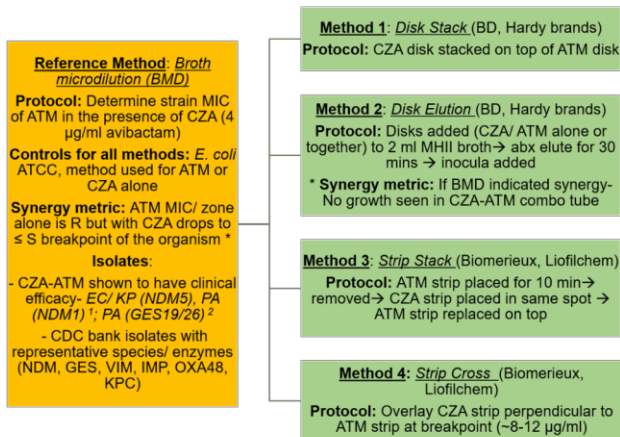 Reference Method: Broth
microdilution (BMD)
Protocol: Determine strain MIC
of ATM in the presence of CZA (4
µg/ml avibactam)
Controls for all methods: E. coli
ATCC, method used for ATM or
CZA alone
Synergy metric: ATM MIC/ zone
alone is R but with CZA drops to
≤ S breakpoint of the organism *
Isolates:
- CZA-ATM shown to have clinical
efficacy- EC/ KP (NDM5), PA
(NDM1) ¹; PA (GES19/26) ²
- CDC bank isolates with
representative species/ enzymes
(NDM, GES, VIM, IMP, OXA48,
KPC)
Method 1: Disk Stack (BD, Hardy brands)
Protocol: CZA disk stacked on top of ATM disk
Method 2: Disk Elution (BD, Hardy brands)
Protocol: Disks added (CZA/ ATM alone or
together) to 2 ml MHII broth→ abx elute for 30
mins → inocula added
* Synergy metric: If BMD indicated synergy-
No growth seen in CZA-ATM combo
tube
Method 3: Strip Stack (Biomerieux, Liofilchem)
Protocol: ATM strip placed for 10 min→
removed→ CZA strip placed in same spot →
ATM strip replaced on top
Method 4: Strip Cross (Biomerieux,
Liofilchem)
Protocol: Overlay CZA strip perpendicular to
ATM strip at breakpoint (~8-12 µg/ml)